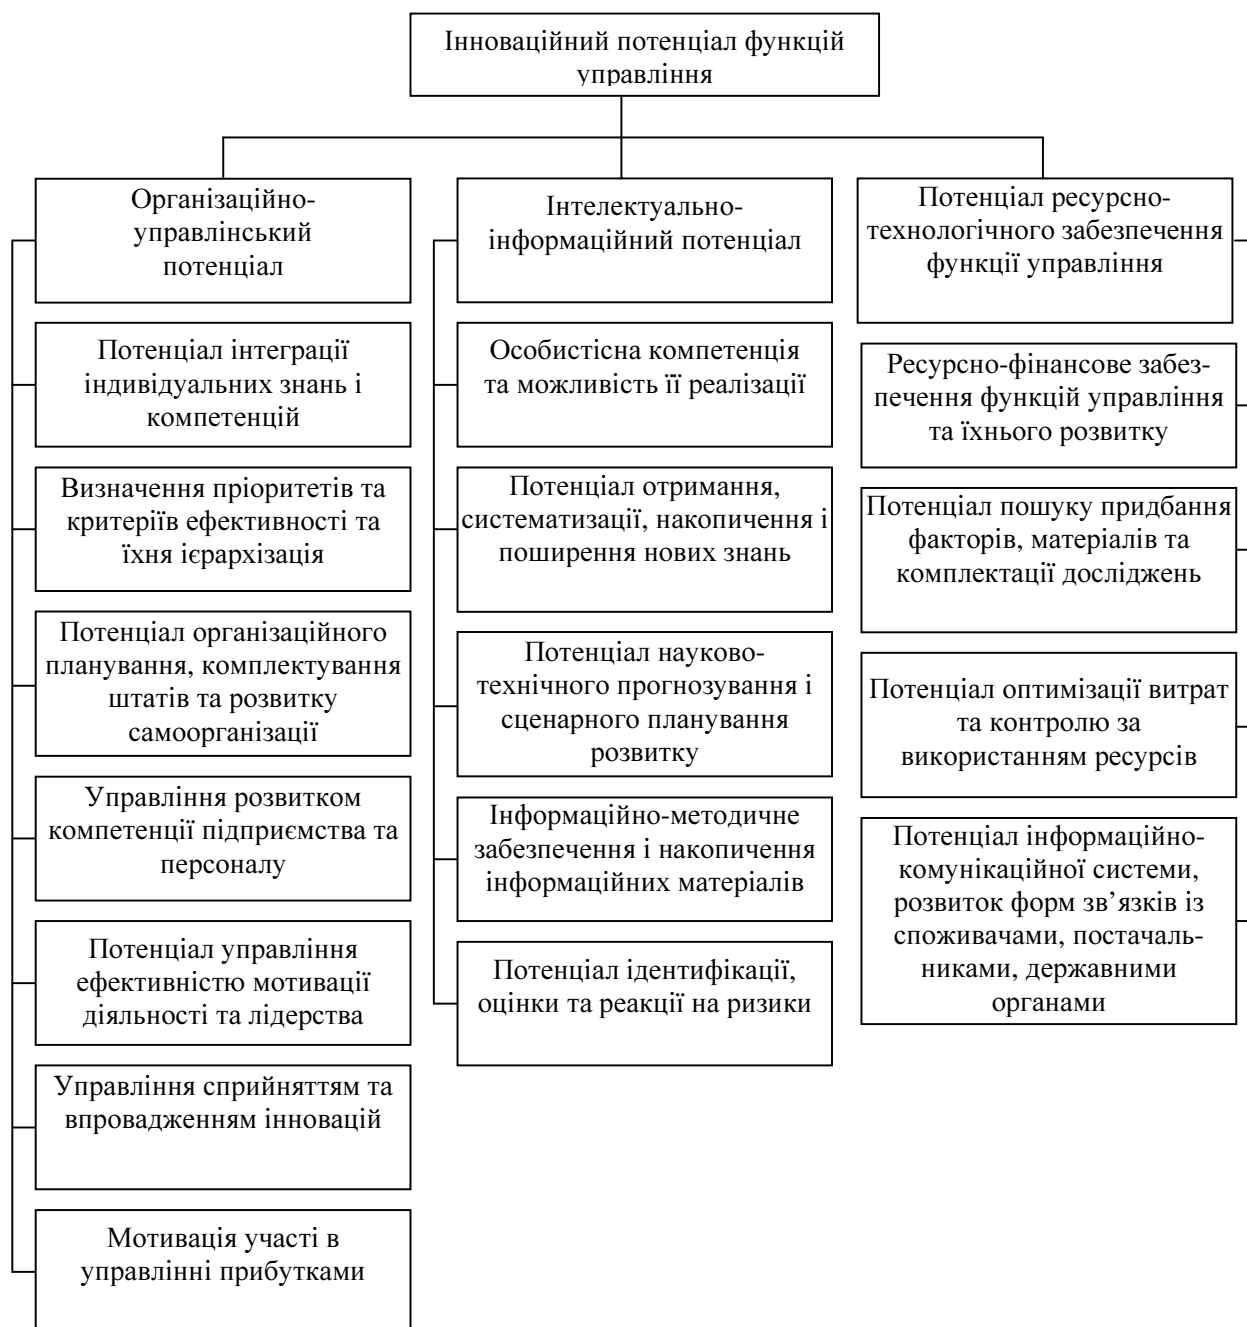 Інноваційний потенціал функцій
управління
Організаційно-
управлінський
потенціал
Потенціал інтеграції
індивідуальних знань і
компетенцій
Визначення пріоритетів та
критеріїв ефективності та
їхня ієрархізація
Потенціал організаційного
планування, комплектування
штатів та розвитку
самоорганізації
Управління розвитком
компетенції підприємства та
персоналу
Потенціал управління
ефективністю мотивації
діяльності та лідерства
Управління сприйняттям та
впровадженням інновацій
Мотивація участі в
управлінні прибутками
Інтелектуально-
інформаційний потенціал
Особистісна компетенція
та можливість її реалізації
Потенціал отримання,
систематизації, накопичення і
поширення нових знань
Потенціал науково-
технічного прогнозування і
сценарного планування
розвитку
Інформаційно-методичне
забезпечення і накопичення
інформаційних матеріалів
Потенціал ідентифікації,
оцінки та реакції на ризики
Потенціал ресурсно-
технологічного забезпечення
функції управління
Ресурсно-фінансове забез-
печення функцій управління
та їхнього розвитку
Потенціал пошуку придбання
факторів, матеріалів та
комплектації досліджень
Потенціал оптимізації витрат
та контролю за
використанням ресурсів
Потенціал інформаційно-
комунікаційної системи,
розвиток форм зв’язків із
споживачами, постачаль-
никами, державними
органами